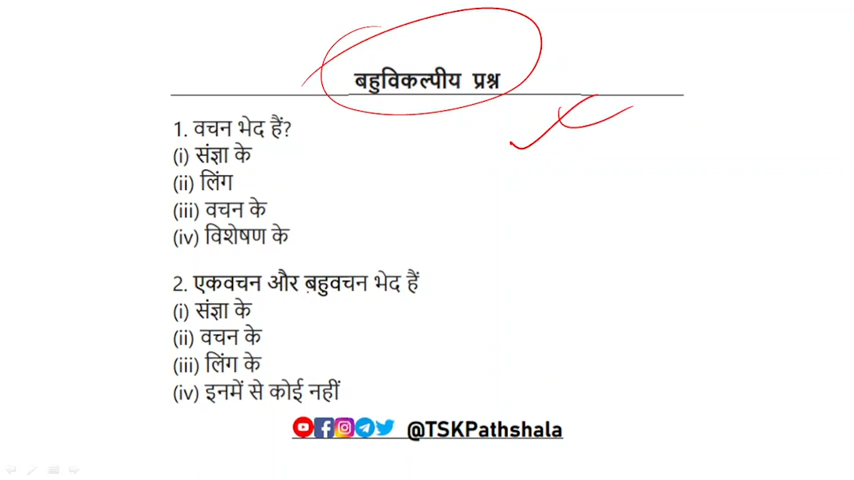 बहुविकल्पीय प्रश्न
1. वचन भेद हैं?
(i) संज्ञा के
(ii) लिंग
(iii) वचन के
(iv) विशेषण के
2. एकवचन और बहुवचन भेद हैं
(i) संज्ञा के
(ii) वचन के
(iii) लिंग के
(iv) इनमें से कोई नहीं
@TSKPathshala